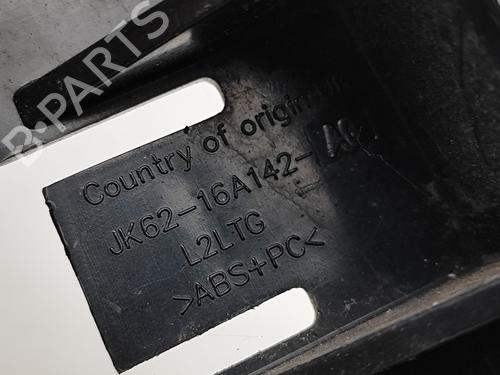 B-PARTS
Country of origin
JK62-16A142-
L2LTG
>ABS+PC<